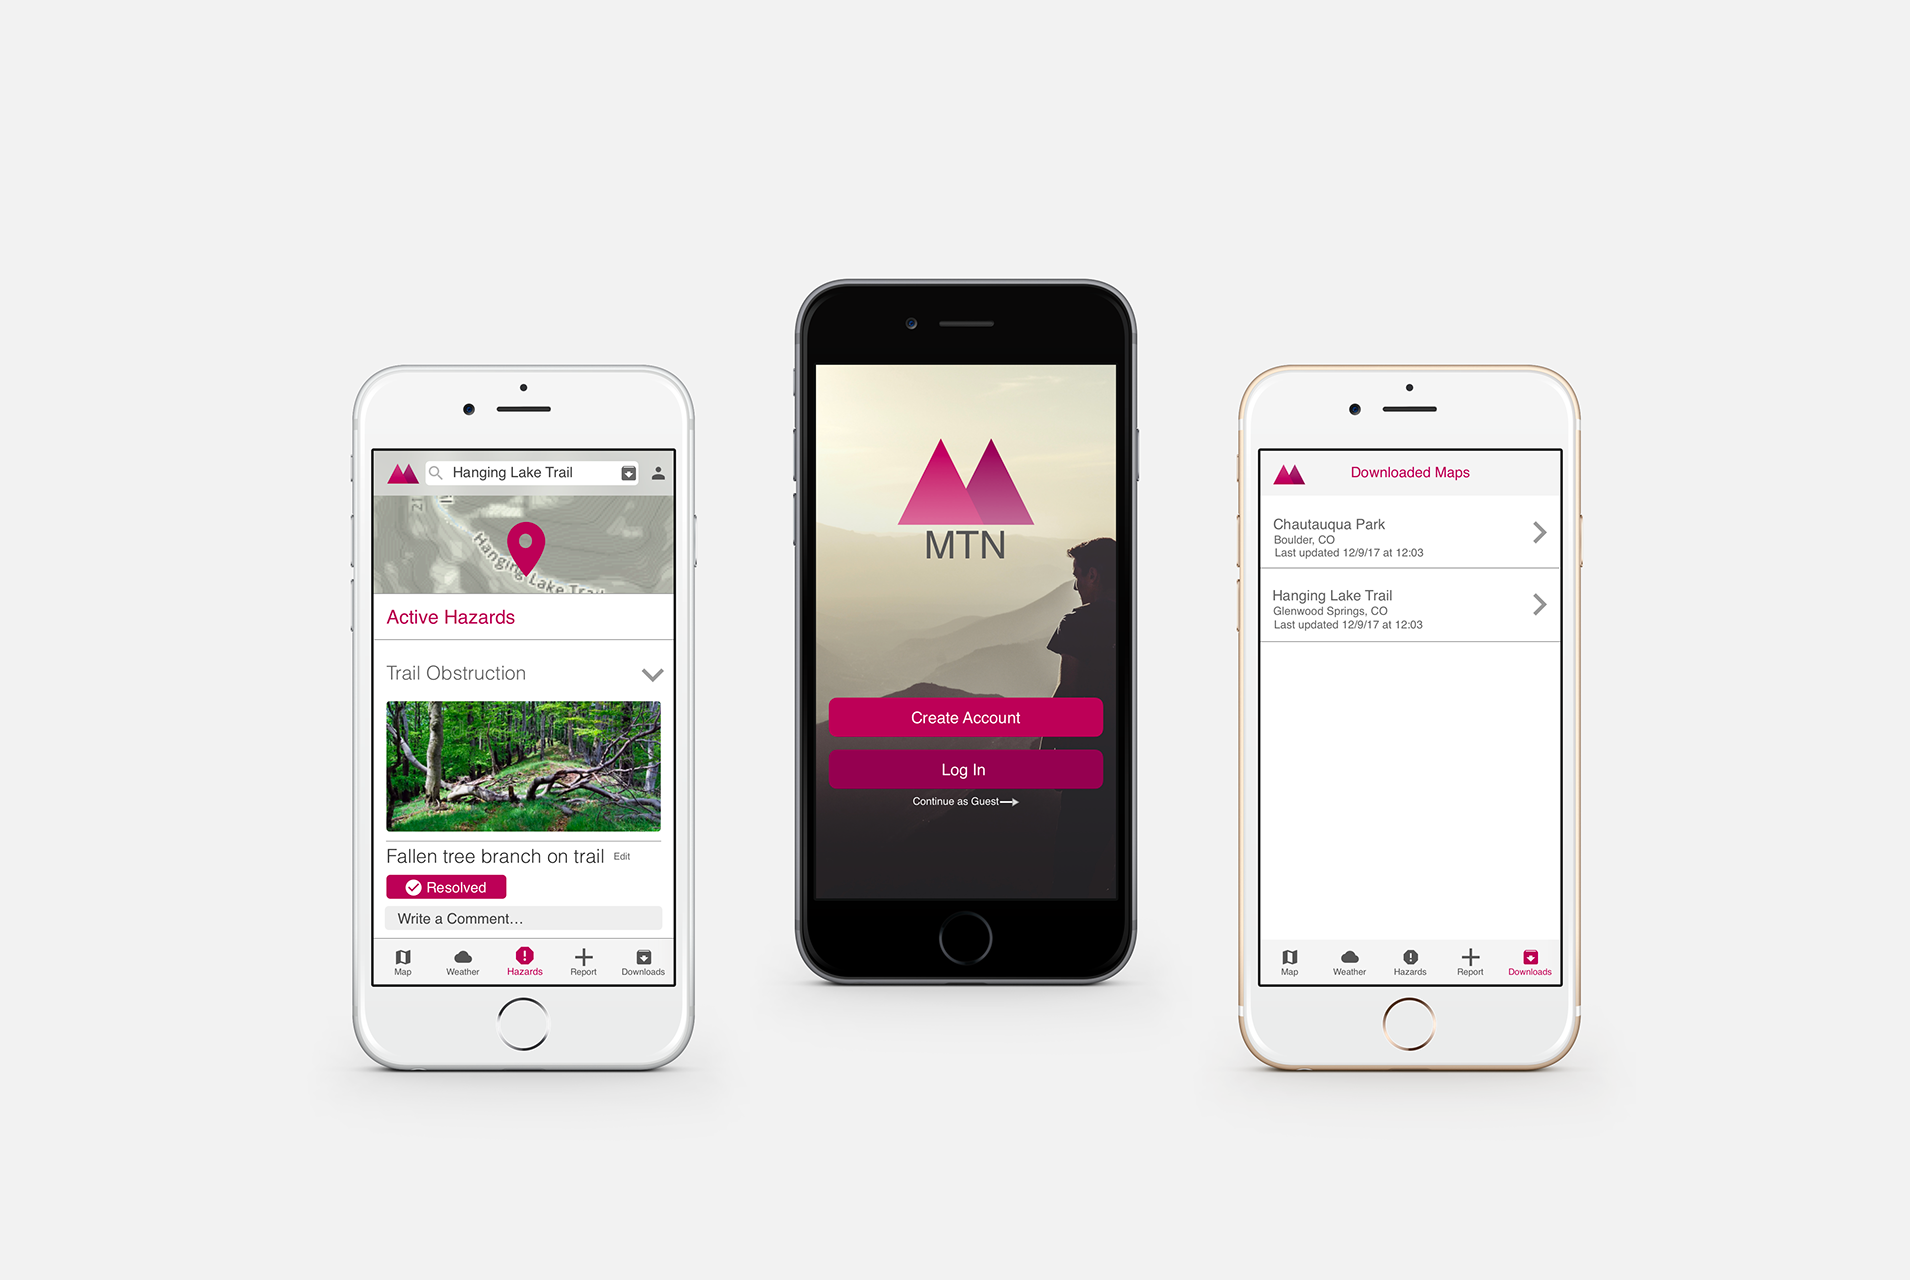 Hanging Lake Trail
21
Hanging Lake Trail
Active Hazards
Trail Obstruction
Fallen tree branch on trail Edit
Resolved
Write a Comment...
Map Weather Hazards Report Downloads
MTN
Create Account
Log In
Continue as Guest
Downloaded Maps
Chautauqua Park
Boulder, CO
Last updated 12/9/17 at 12:03
Hanging Lake Trail
Glenwood Springs, CO
Last updated 12/9/17 at 12:03
Map Weather Hazards Report Downloads